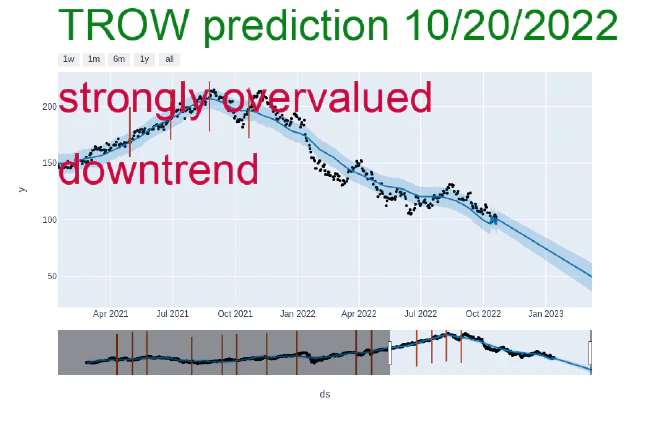 TROW prediction 10/20/2022
1w 1m 6m 1y all
strongly overvalued
downtrend
200
150
100
50
y
Apr 2021 Jul 2021 Oct 2021 Jan 2022 Apr 2022 Jul 2022 Oct 2022 Jan 2023
ds